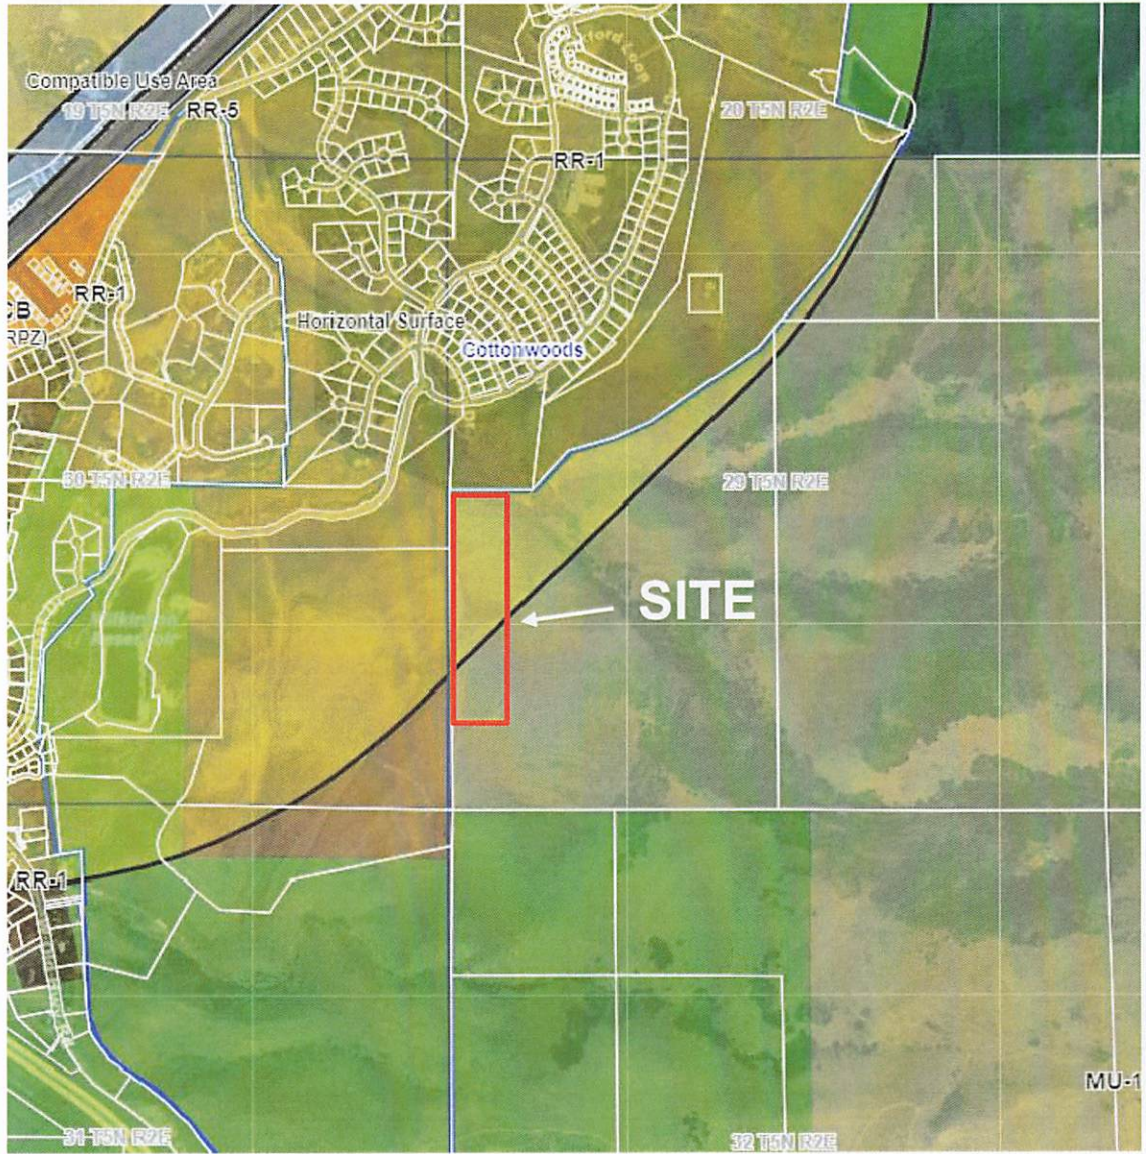 Compatible Use Area
19 T5N R2E
RR-5
20 T5N R2E
RR-1
RR-1
CB
RPZ)
Horizontal Surface
Cottonwoods
30 T5N R2E
29 T5N R2E
SITE
Reservoir
RR-1
MU-1
31 T5N R2E
32 T5N R2E